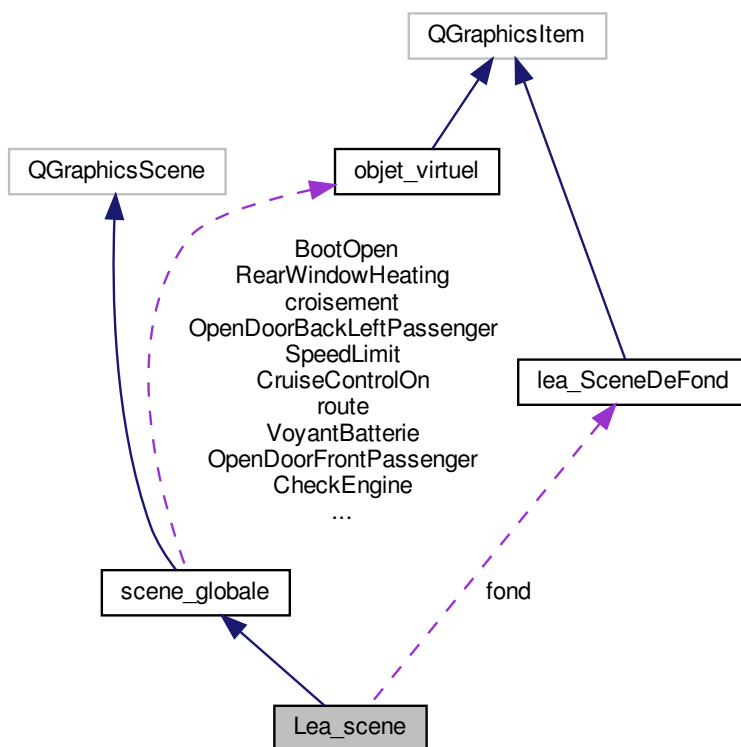 QGraphicsItem
QGraphicsScene
objet_virtuel
BootOpen
RearWindowHeating
croisement
OpenDoorBackLeftPassenger
SpeedLimit
CruiseControlOn
route
VoyantBatterie
OpenDoorFrontPassenger
CheckEngine
...
lea_SceneDeFond
scene_globale
fond
Lea_scene